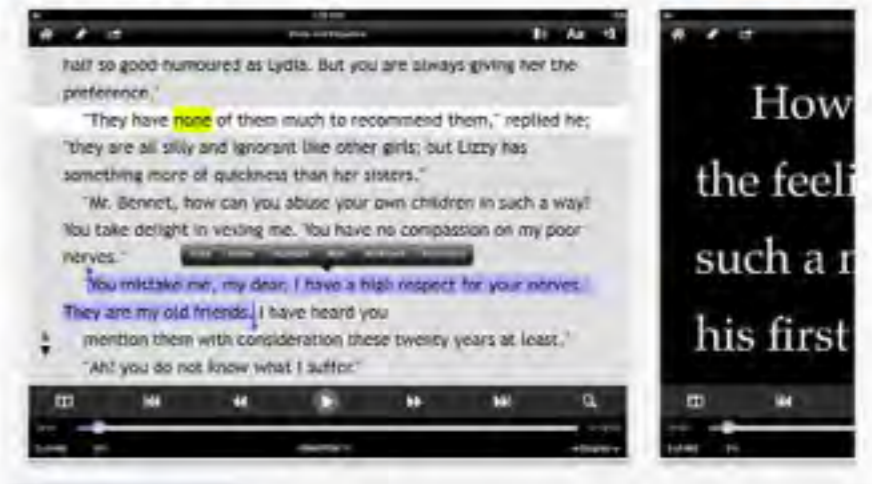 Aa
half so good-humoured as Lydia. But you are always giving her the
preference."
"They have none of them much to recommend them," replied he;
"they are all silly and ignorant like other girls; but Lizzy has
something more of quickness than her sisters."
"Mr. Bennet, how can you abuse your own children in such a way?
You take delight in vexing me. You have no compassion on my poor
nerves."
"You mistake me, my dear. I have a high respect for your nerves.
They are my old friends. I have heard you
mention them with consideration these twenty years at least."
"Ah! you do not know what I suffer."
How
the feeli
such a
his first